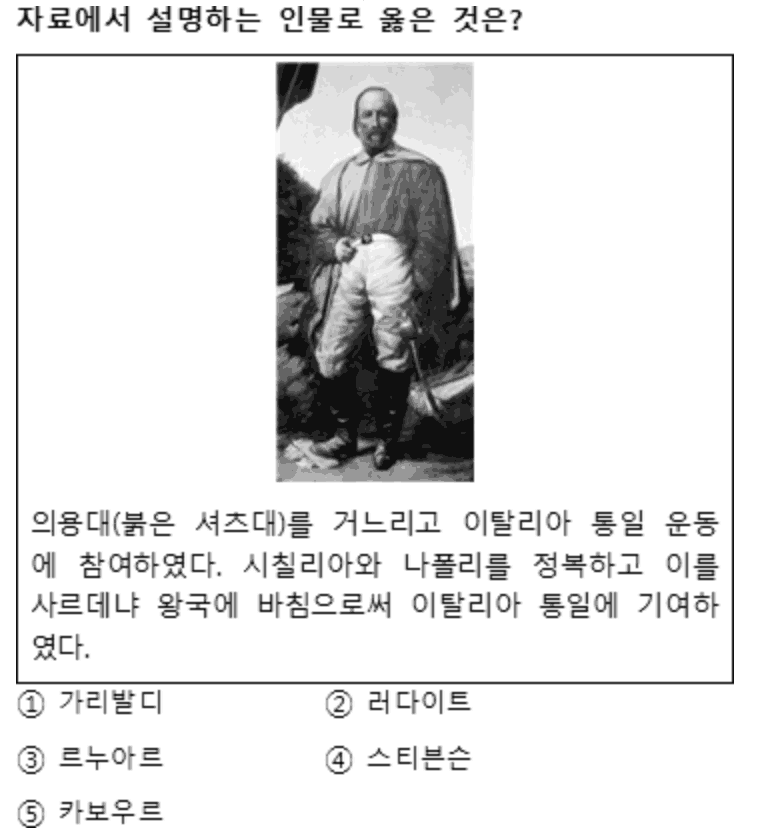 자료에서 설명하는 인물로 옳은 것은?
의용대(붉은 셔츠대)를 거느리고 이탈리아 통일 운동
에 참여하였다. 시칠리아와 나폴리를 정복하고 이를
사르데냐 왕국에 바침으로써 이탈리아 통일에 기여하
였다.
① 가리발디 ② 러다이트
③ 르누아르 ④ 스티븐슨
⑤ 카보우르